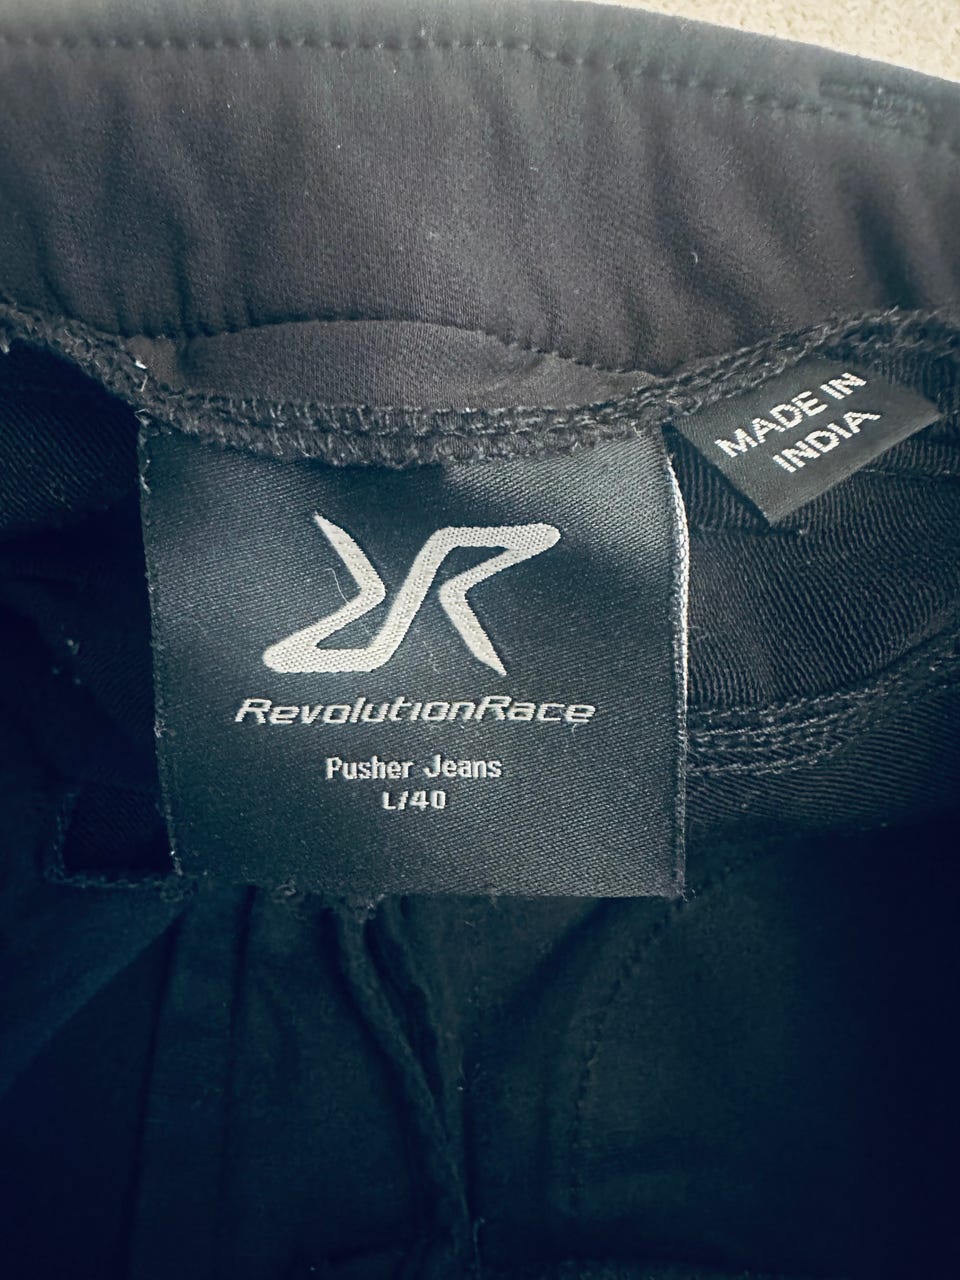 MADE IN
INDIA
RevolutionRace
Pusher Jeans
L/40